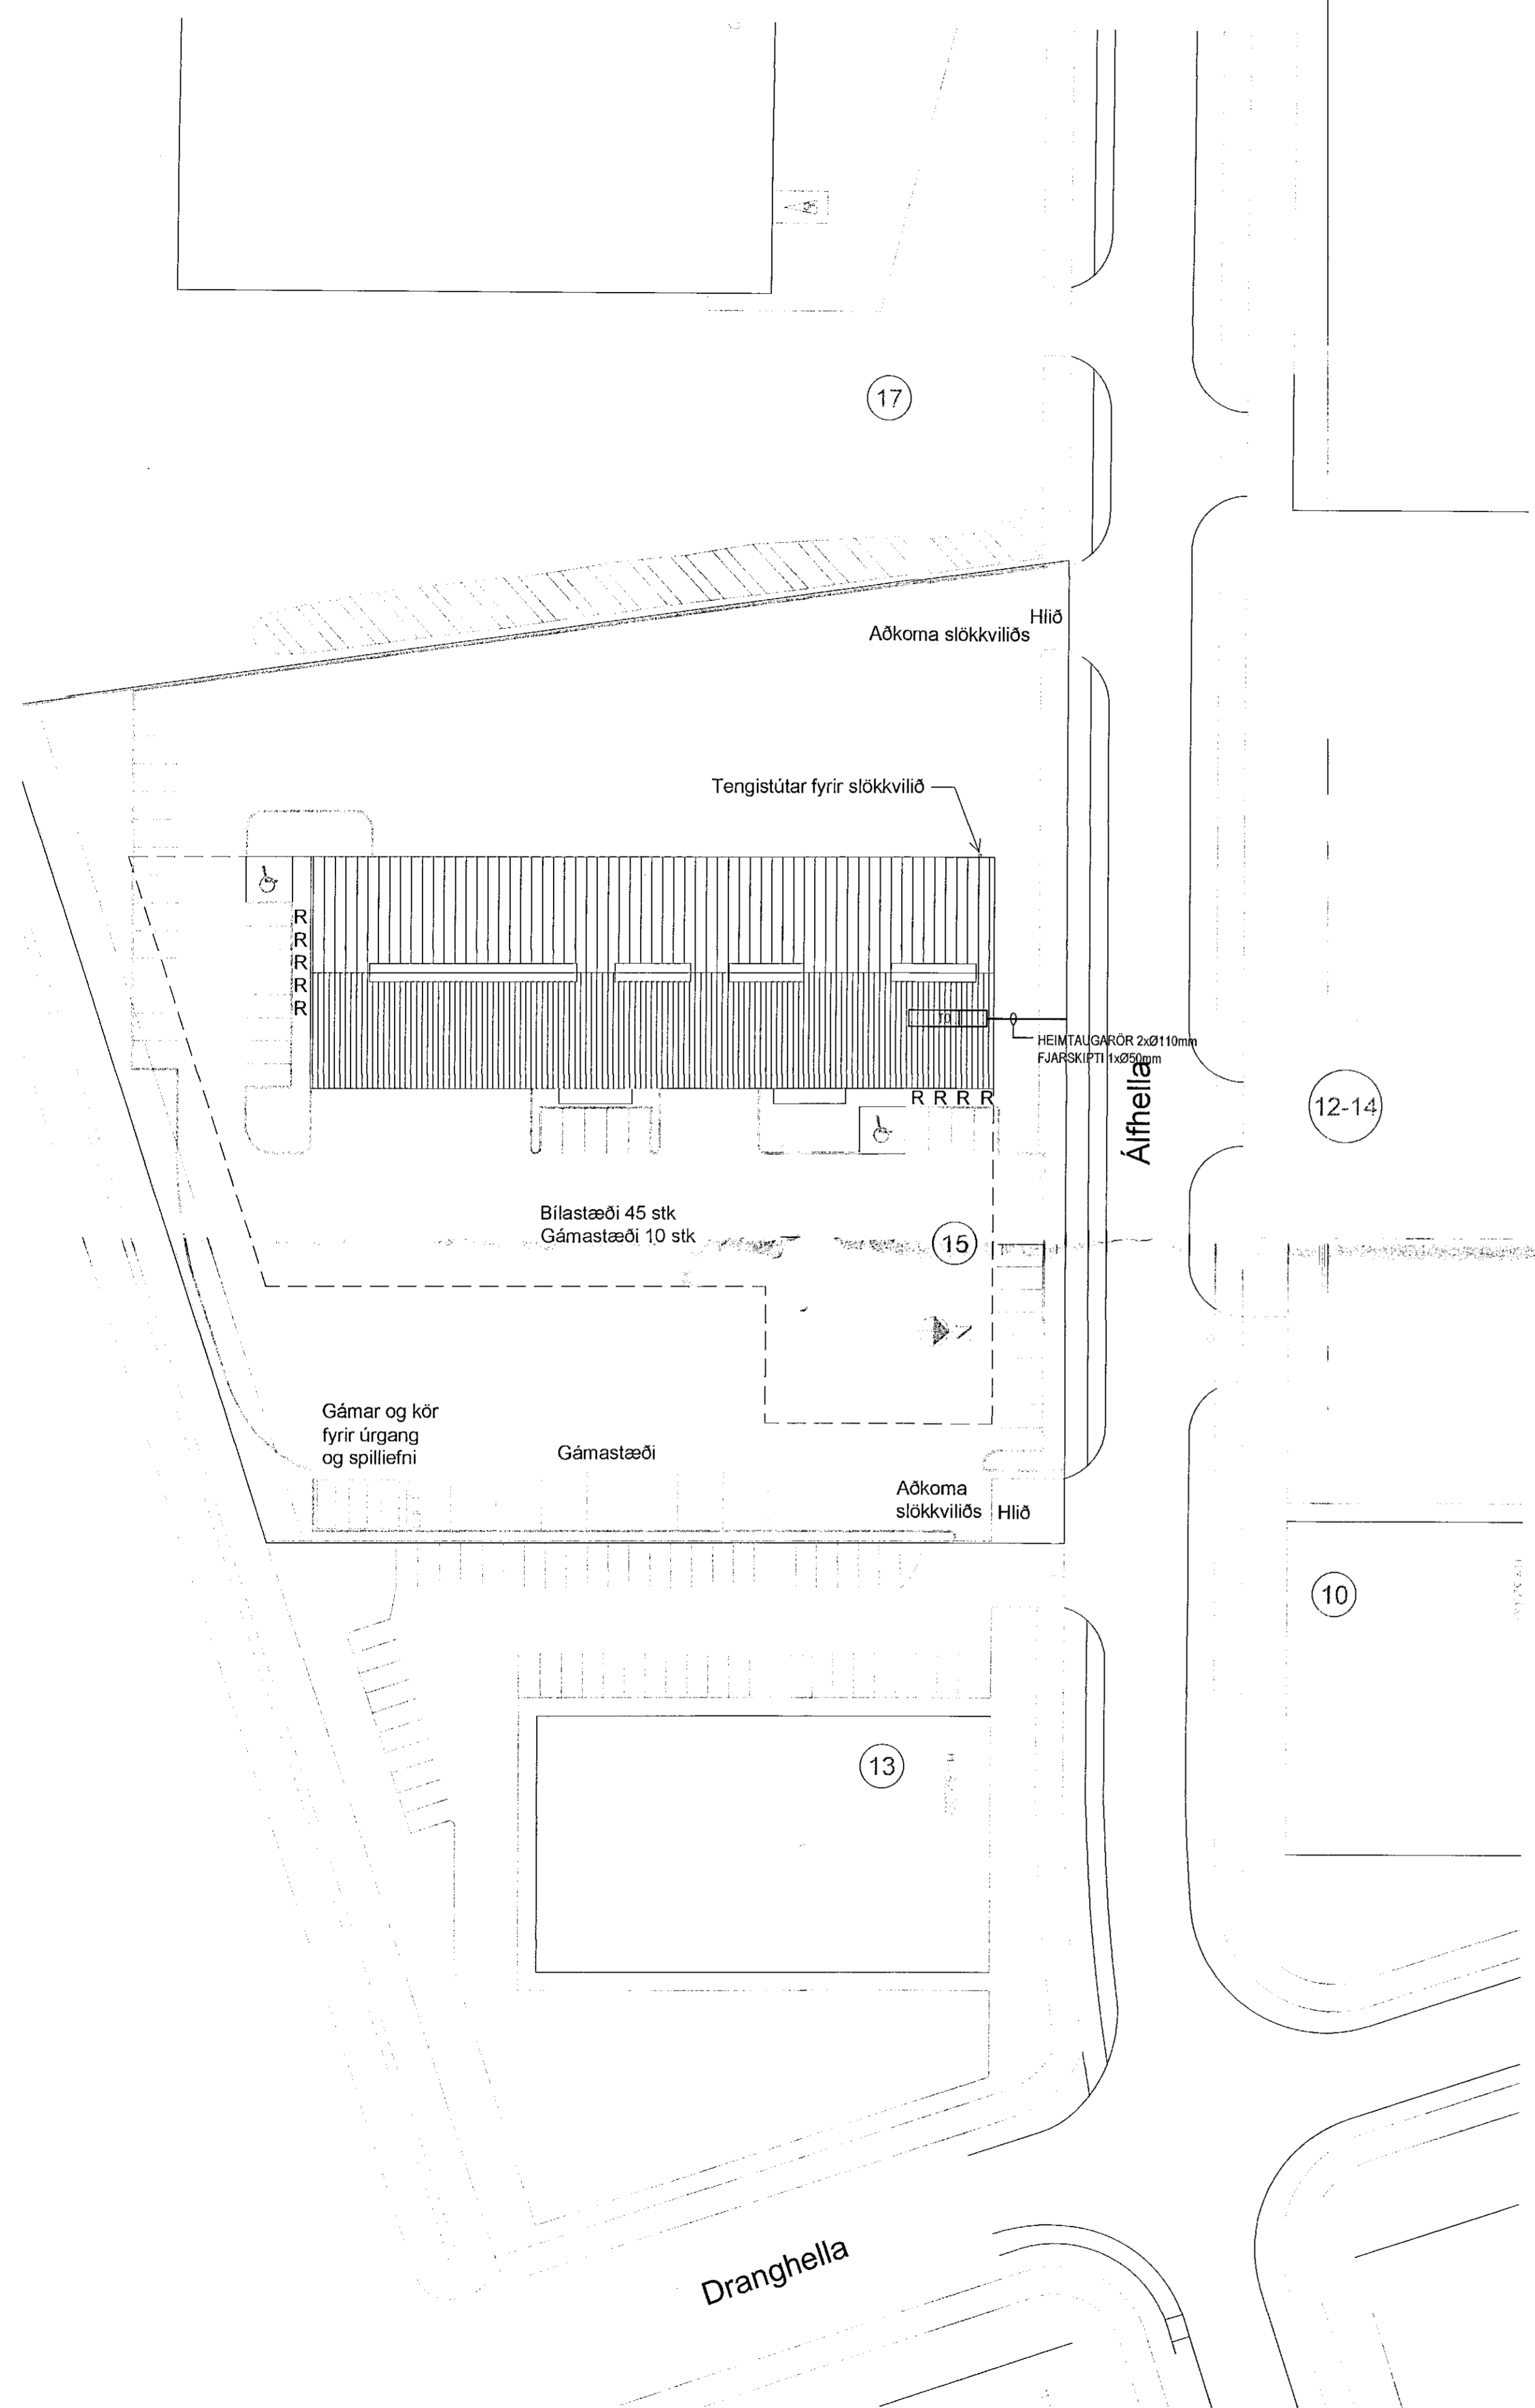 17
Hlið
Aðkoma slökkviliðs
Tengistútar fyrir slökkvilið
R
R
R
R
R
HEIMTAUGARÖR 2xØ110mm
FJARSKIPTI 1xØ50mm
R R R R
Álfhella
12-14
Bílastæði 45 stk
Gámastæði 10 stk
15
Gámar og kör
fyrir úrgang
og spilliefni
Gámastæði
Aðkoma
slökkviliðs
Hlið
10
13
Dranghella